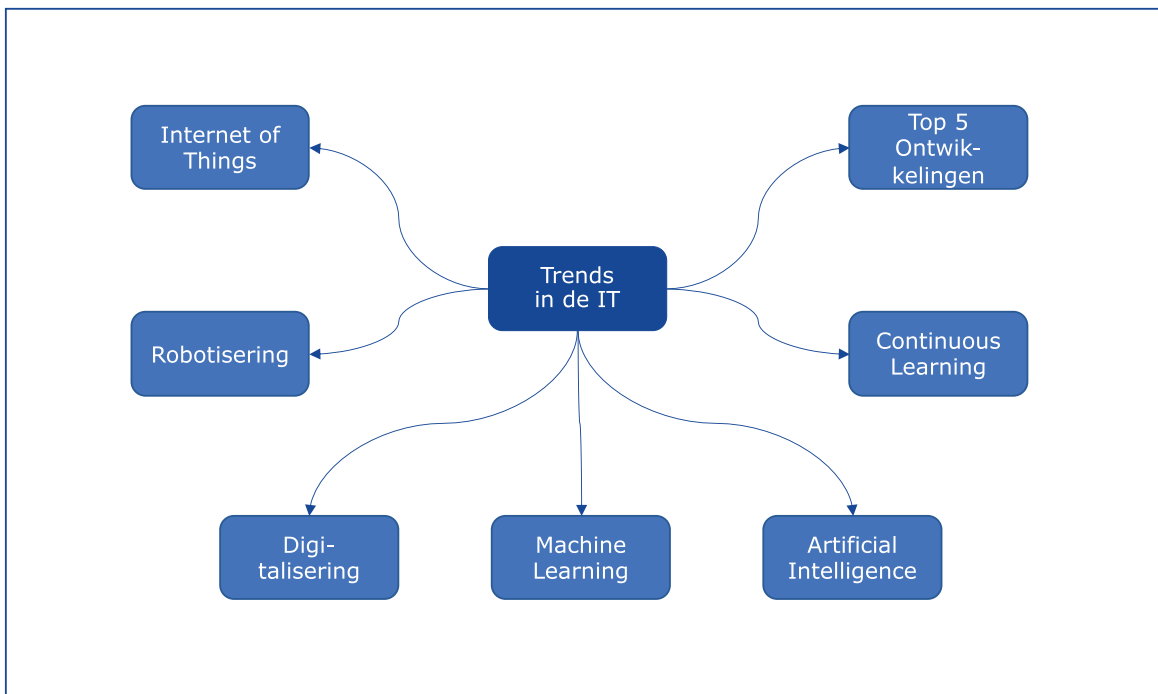 Internet of
Things
Top 5
Ontwik-
kelingen
Trends
in de IT
Robotisering
Continuous
Learning
Digi-
talisering
Machine
Learning
Artificial
Intelligence